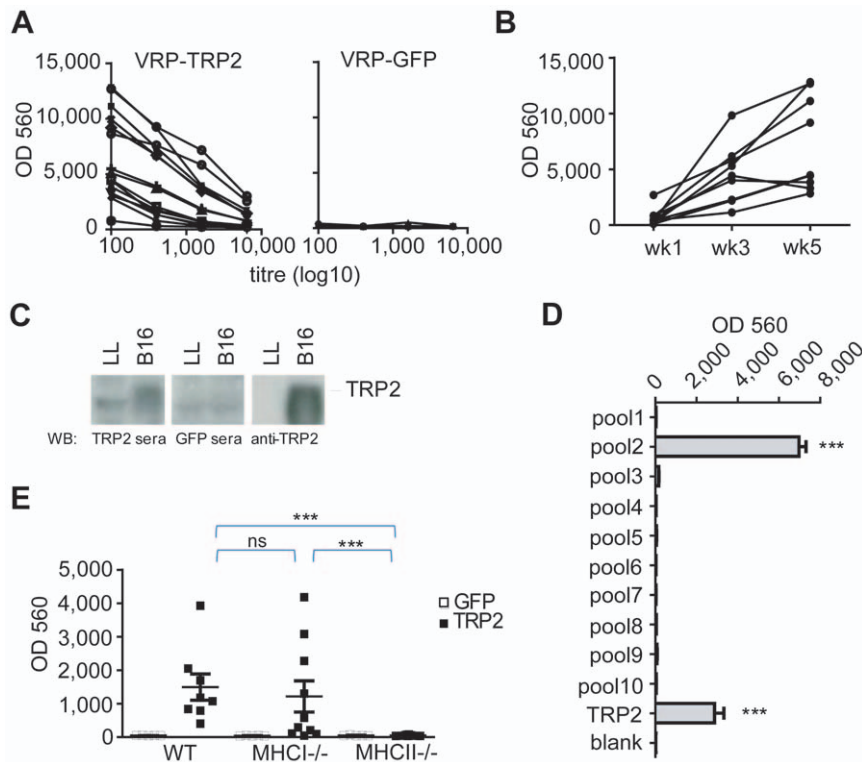 A
VRP-TRP2
VRP-GFP
15,000
10,000
5,000
0
OD 560
100
1,000
10,000
100
1,000
10,000
titre (log10)
B
15,000
10,000
5,000
0
OD 560
wk1
wk3
wk5
C
LL
B16
LL
B16
LL
B16
TRP2
WB:
TRP2 sera
GFP sera
anti-TRP2
D
OD 560
0
2,000
4,000
6,000
8,000
pool1
pool2
***
pool3
pool4
pool5
pool6
pool7
pool8
pool9
pool10
TRP2
***
blank
E
***
ns
***
5,000
4,000
3,000
2,000
1,000
0
OD 560
GFP
TRP2
WT
MHCI-/-
MHCII-/-